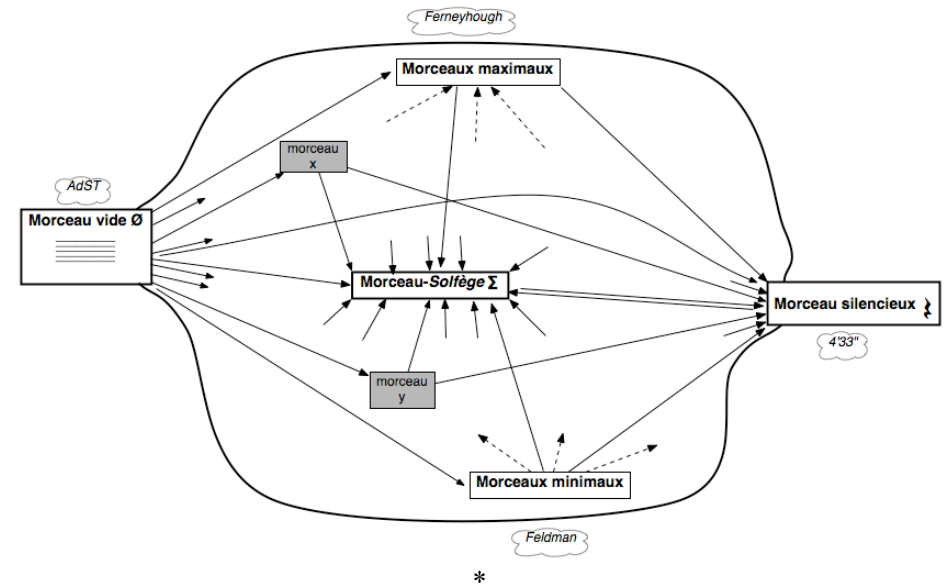 Ferneyhough
Morceaux maximaux
morceau
x
AdST
Morceau vide Ø
Morceau-Solfège Σ
Morceau silencieux 𝄽
4'33"
morceau
y
Morceaux minimaux
Feldman
*